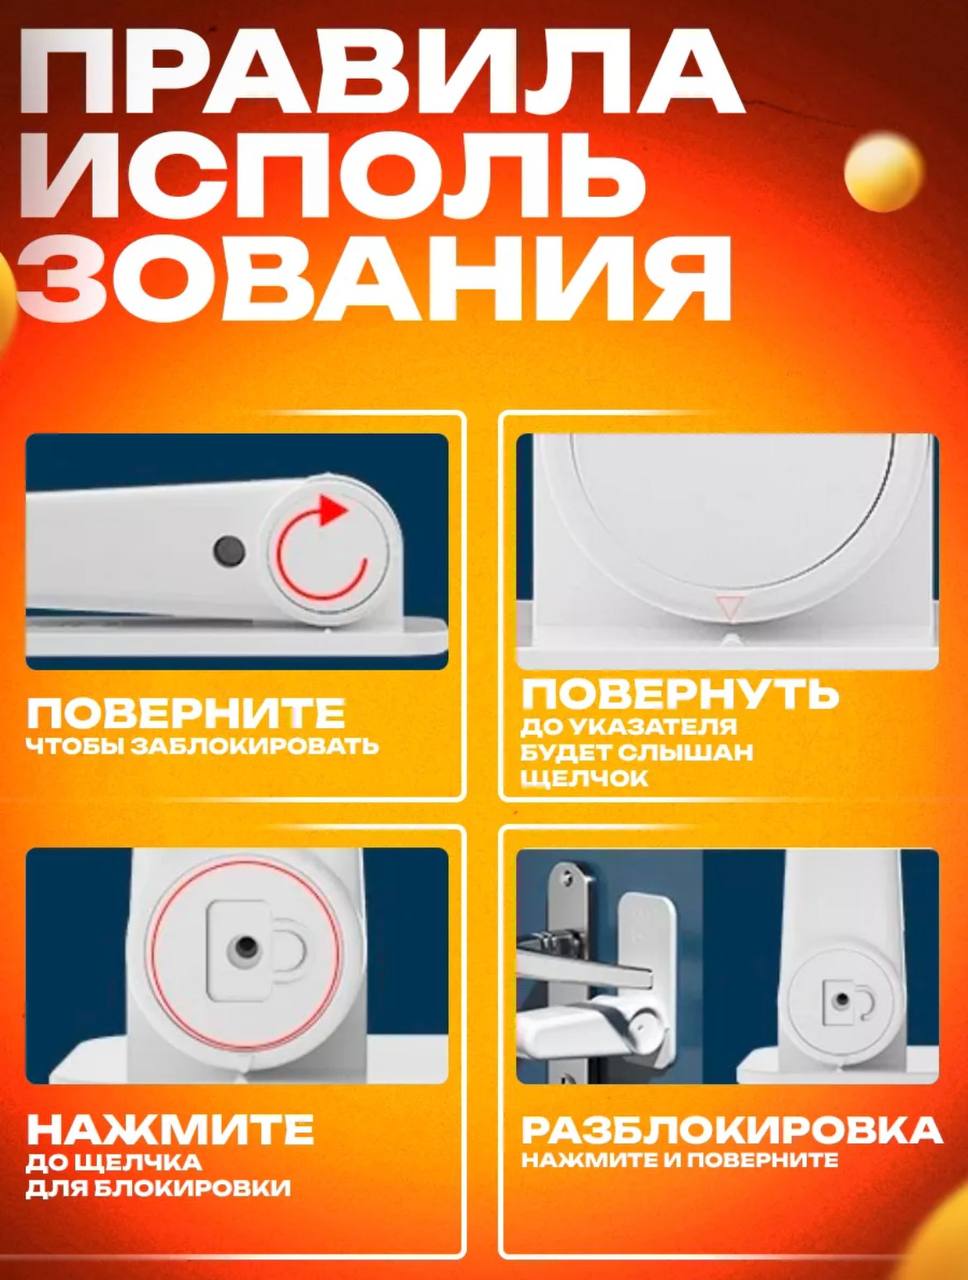 ПРАВИЛА
ИСПОЛЬ
ЗОВАНИЯ
ПОВЕРНИТЕ
ЧТОБЫ ЗАБЛОКИРОВАТЬ
ПОВЕРНУТЬ
ДО УКАЗАТЕЛЯ
БУДЕТ СЛЫШАН
ЩЕЛЧОК
НАЖМИТЕ
ДО ЩЕЛЧКА
ДЛЯ БЛОКИРОВКИ
РАЗБЛОКИРОВКА
НАЖМИТЕ И ПОВЕРНИТЕ